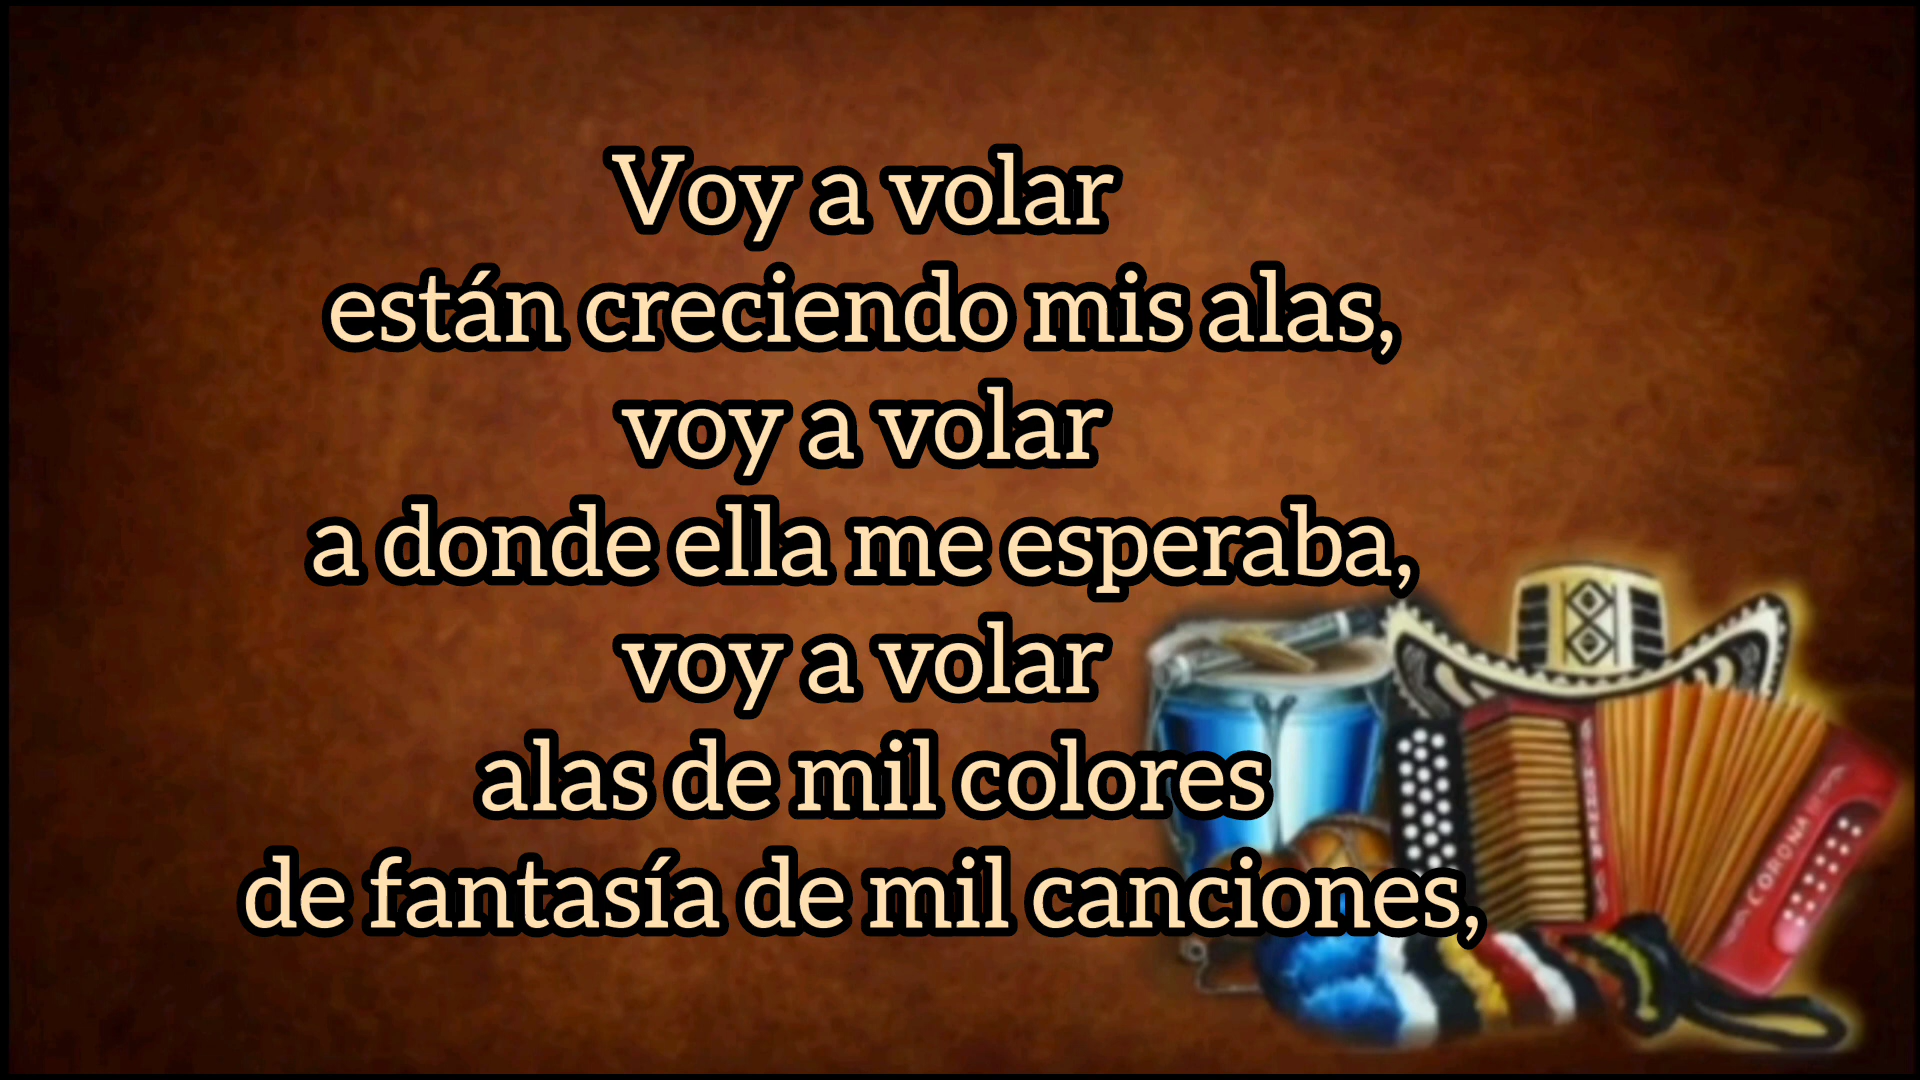 Voy a volar
están creciendo mis alas,
voy a volar
a donde ella me esperaba,
voy a volar
alas de mil colores
de fantasía de mil canciones,
CORONA